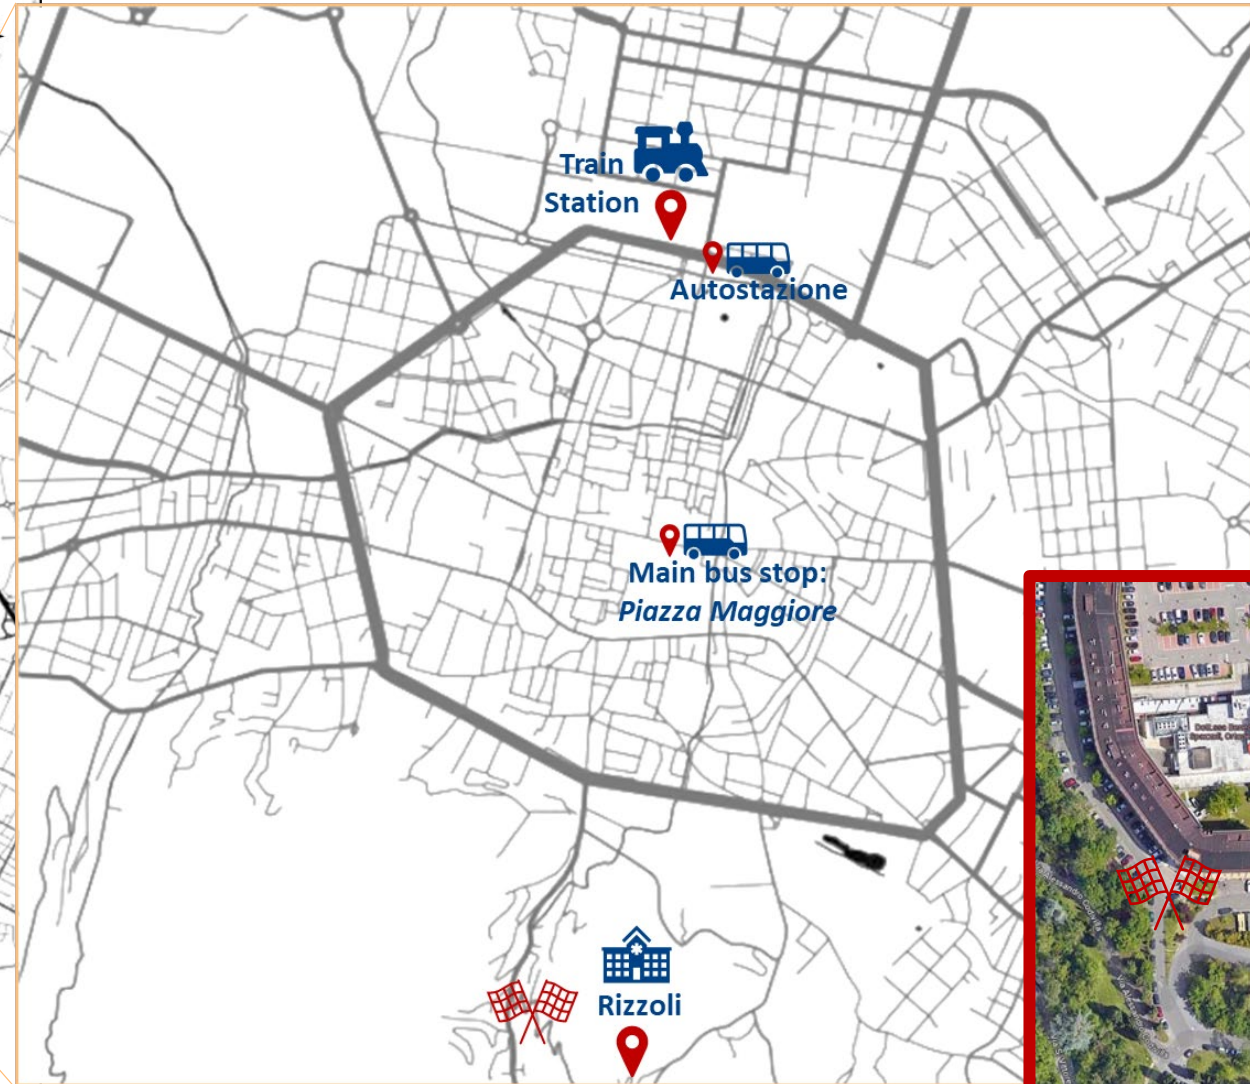 Train
Station
Autostazione
Main bus stop:
Piazza Maggiore
Rizzoli